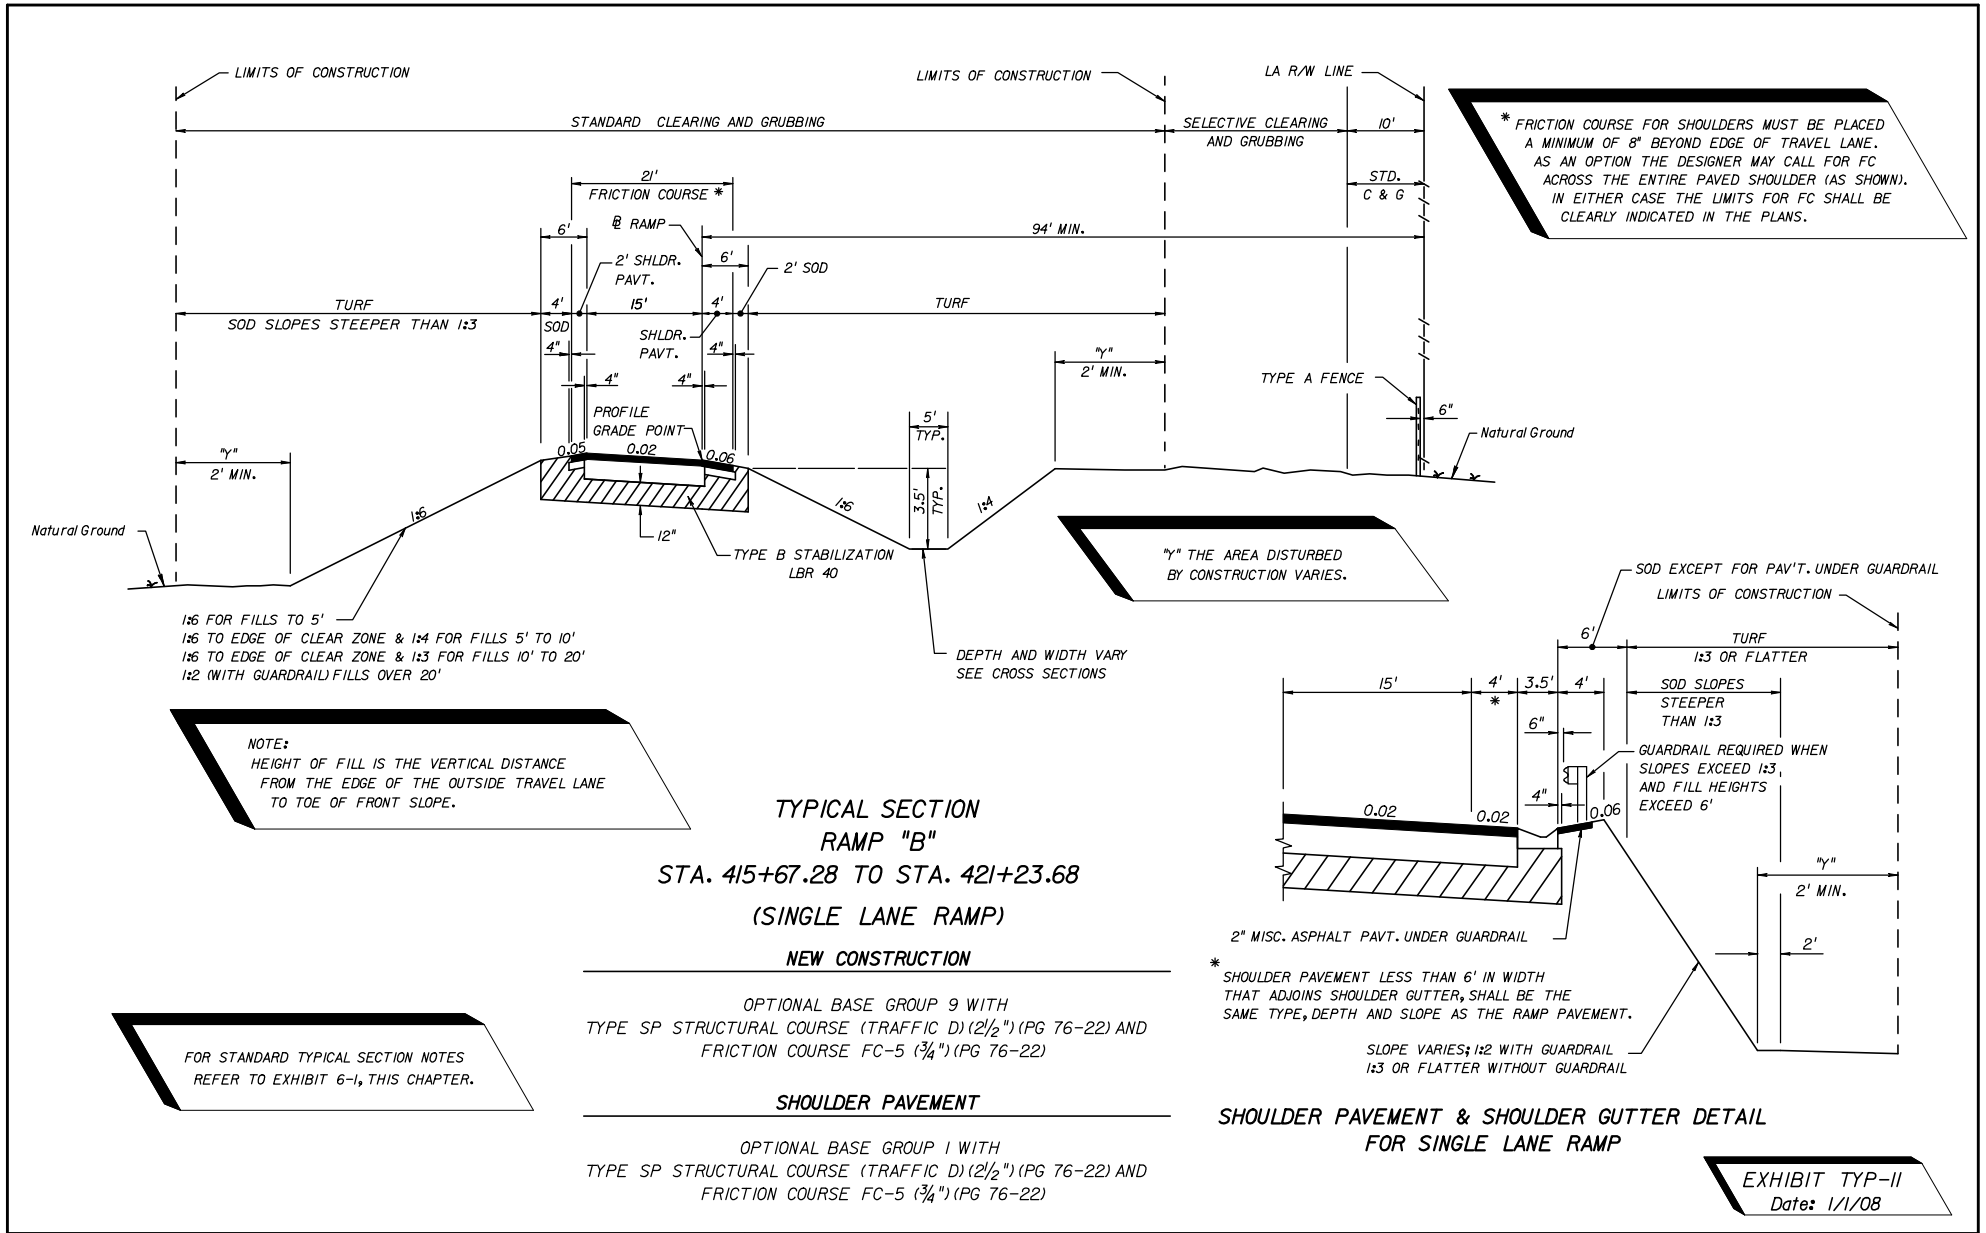 LIMITS OF CONSTRUCTION
LIMITS OF CONSTRUCTION
LA R/W LINE
STANDARD CLEARING AND GRUBBING
SELECTIVE CLEARING
AND GRUBBING
10'
STD.
C & G
* FRICTION COURSE FOR SHOULDERS MUST BE PLACED
A MINIMUM OF 8" BEYOND EDGE OF TRAVEL LANE.
AS AN OPTION THE DESIGNER MAY CALL FOR FC
ACROSS THE ENTIRE PAVED SHOULDER (AS SHOWN).
IN EITHER CASE THE LIMITS FOR FC SHALL BE
CLEARLY INDICATED IN THE PLANS.
21'
FRICTION COURSE *
6'
℄ RAMP
94' MIN.
6'
2' SHLDR.
PAVT.
2' SOD
TURF
SOD SLOPES STEEPER THAN 1:3
4'
SOD
15'
4'
TURF
SHLDR.
PAVT.
4"
4"
4"
4"
"Y"
2' MIN.
TYPE A FENCE
6"
PROFILE
GRADE POINT
5'
TYP.
Natural Ground
0.05
0.02
0.06
"Y"
2' MIN.
1:6
1:6
3.5'
TYP.
1:4
Natural Ground
12"
TYPE B STABILIZATION
LBR 40
"Y" THE AREA DISTURBED
BY CONSTRUCTION VARIES.
1:6 FOR FILLS TO 5'
1:6 TO EDGE OF CLEAR ZONE & 1:4 FOR FILLS 5' TO 10'
1:6 TO EDGE OF CLEAR ZONE & 1:3 FOR FILLS 10' TO 20'
1:2 (WITH GUARDRAIL) FILLS OVER 20'
DEPTH AND WIDTH VARY
SEE CROSS SECTIONS
NOTE:
HEIGHT OF FILL IS THE VERTICAL DISTANCE
FROM THE EDGE OF THE OUTSIDE TRAVEL LANE
TO TOE OF FRONT SLOPE.
SOD EXCEPT FOR PAV'T. UNDER GUARDRAIL
LIMITS OF CONSTRUCTION
6'
TURF
1:3 OR FLATTER
15'
4'
*
3.5'
4'
SOD SLOPES
STEEPER
THAN 1:3
6"
GUARDRAIL REQUIRED WHEN
SLOPES EXCEED 1:3
AND FILL HEIGHTS
EXCEED 6'
4"
0.02
0.02
0.06
"Y"
2' MIN.
2'
2" MISC. ASPHALT PAVT. UNDER GUARDRAIL
* SHOULDER PAVEMENT LESS THAN 6' IN WIDTH
THAT ADJOINS SHOULDER GUTTER, SHALL BE THE
SAME TYPE, DEPTH AND SLOPE AS THE RAMP PAVEMENT.
SLOPE VARIES; 1:2 WITH GUARDRAIL
1:3 OR FLATTER WITHOUT GUARDRAIL
SHOULDER PAVEMENT & SHOULDER GUTTER DETAIL
FOR SINGLE LANE RAMP
TYPICAL SECTION
RAMP "B"
STA. 415+67.28 TO STA. 421+23.68
(SINGLE LANE RAMP)
NEW CONSTRUCTION
OPTIONAL BASE GROUP 9 WITH
TYPE SP STRUCTURAL COURSE (TRAFFIC D) (2½") (PG 76-22) AND
FRICTION COURSE FC-5 (¾") (PG 76-22)
SHOULDER PAVEMENT
OPTIONAL BASE GROUP 1 WITH
TYPE SP STRUCTURAL COURSE (TRAFFIC D) (2½") (PG 76-22) AND
FRICTION COURSE FC-5 (¾") (PG 76-22)
FOR STANDARD TYPICAL SECTION NOTES
REFER TO EXHIBIT 6-1, THIS CHAPTER.
EXHIBIT TYP-11
Date: 1/1/08